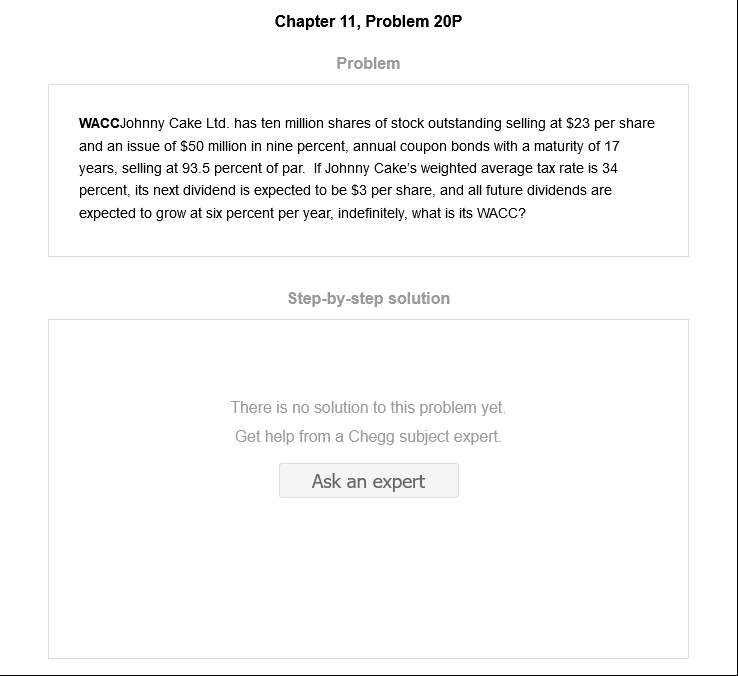 Chapter 11, Problem 20P
Problem
WACCJohnny Cake Ltd. has ten million shares of stock outstanding selling at $23 per share
and an issue of $50 million in nine percent, annual coupon bonds with a maturity of 17
years, selling at 93.5 percent of par.  If Johnny Cake's weighted average tax rate is 34
percent, its next dividend is expected to be $3 per share, and all future dividends are
expected to grow at six percent per year, indefinitely, what is its WACC?
Step-by-step solution
There is no solution to this problem yet.
Get help from a Chegg subject expert.
Ask an expert